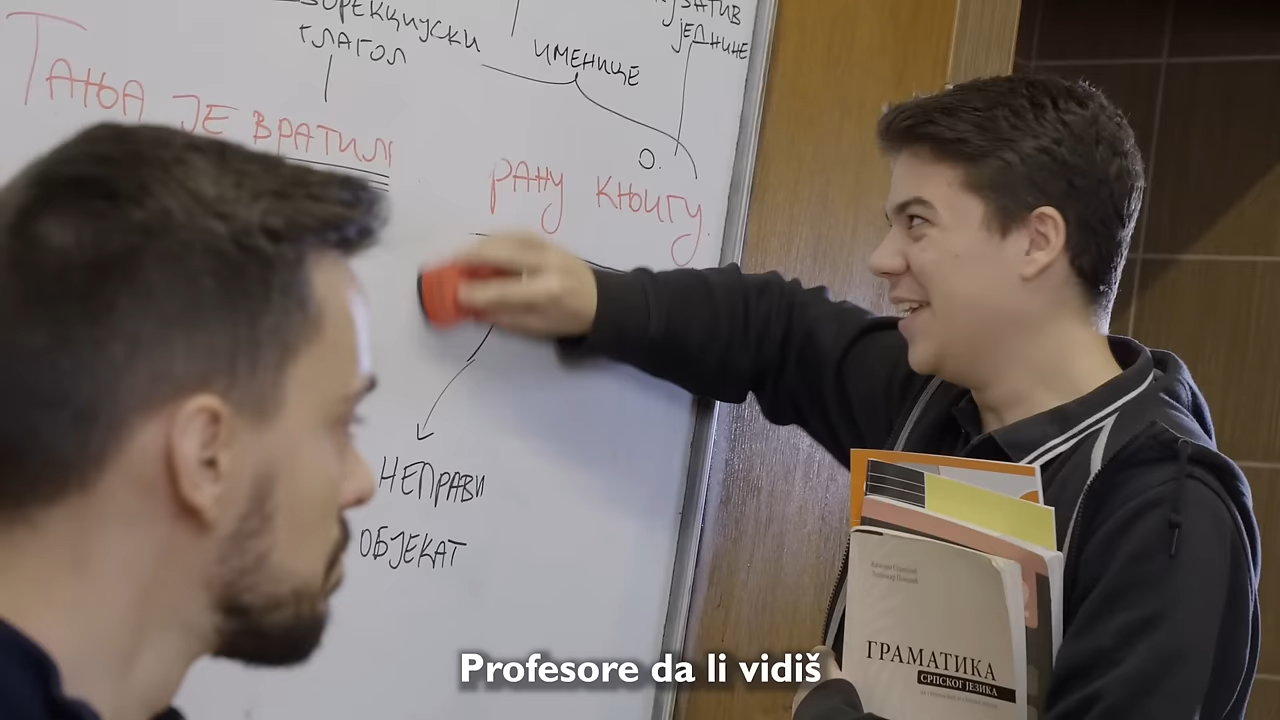 ГЛАГОЛ
ИМЕНИЦЕ
ЈЕДНИНЕ
О.
ТАЊА ЈЕ ВРАТИЛ
РАНУ КЊИГУ.
НЕПРАВИ
ОБЈЕКАТ
ГРАМАТИКА
СРПСКОГ ЈЕЗИКА
Profesore da li vidiš